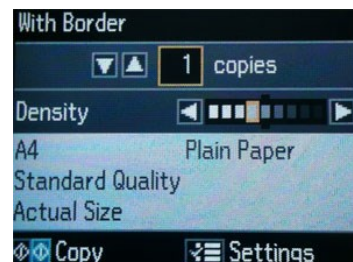 With Border
1 copies
Density
A4 Plain Paper
Standard Quality
Actual Size
Copy Settings